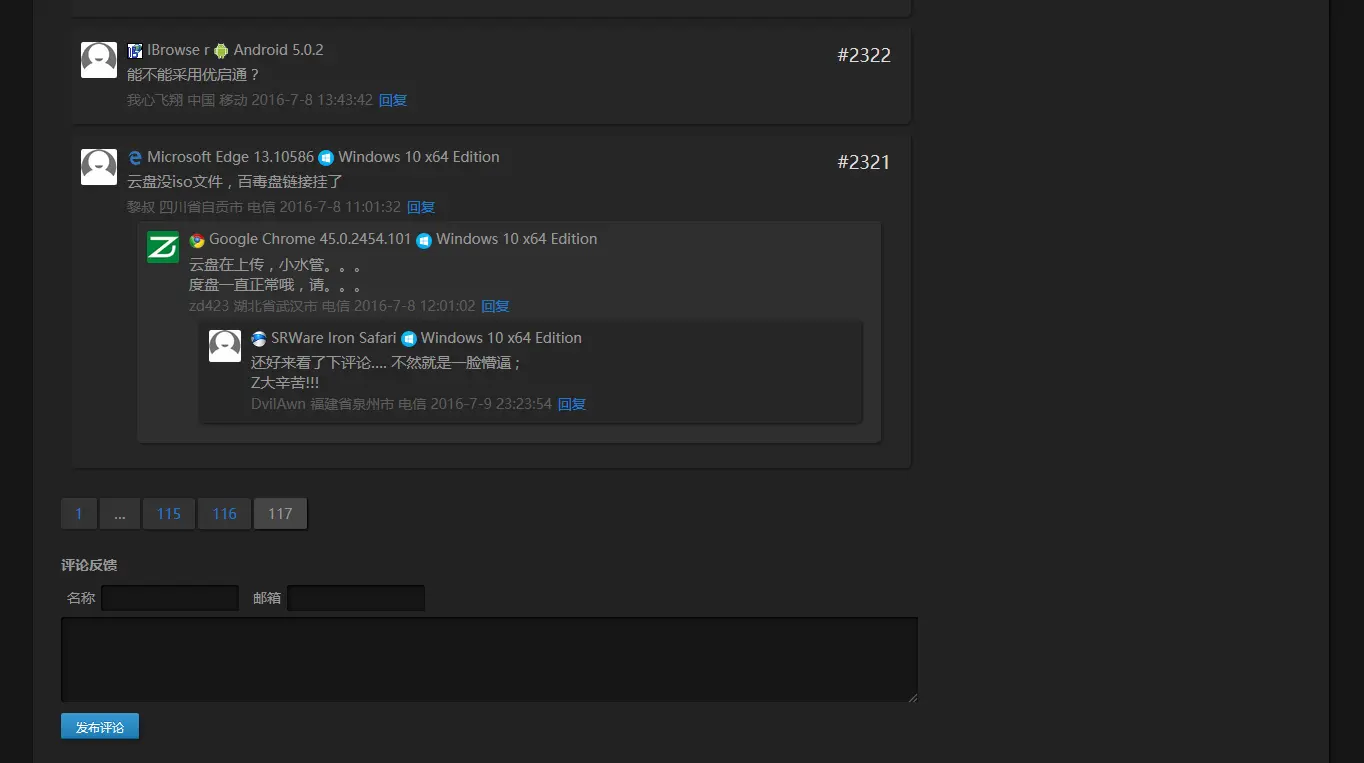 IBrowse r Android 5.0.2
#2322
能不能采用优启通？
我心飞翔 中国 移动 2016-7-8 13:43:42 回复
Microsoft Edge 13.10586 Windows 10 x64 Edition
#2321
云盘没iso文件，百毒盘链接挂了
黎叔 四川省自贡市 电信 2016-7-8 11:01:32 回复
Google Chrome 45.0.2454.101 Windows 10 x64 Edition
云盘在上传，小水管。。。
度盘一直正常哦，请。。。
zd423 湖北省武汉市 电信 2016-7-8 12:01:02 回复
SRWare Iron Safari Windows 10 x64 Edition
还好来看了下评论.... 不然就是一脸懵逼；
Z大辛苦!!!
DvilAwn 福建省泉州市 电信 2016-7-9 23:23:54 回复
1 ... 115 116 117
评论反馈
名称 邮箱
发布评论